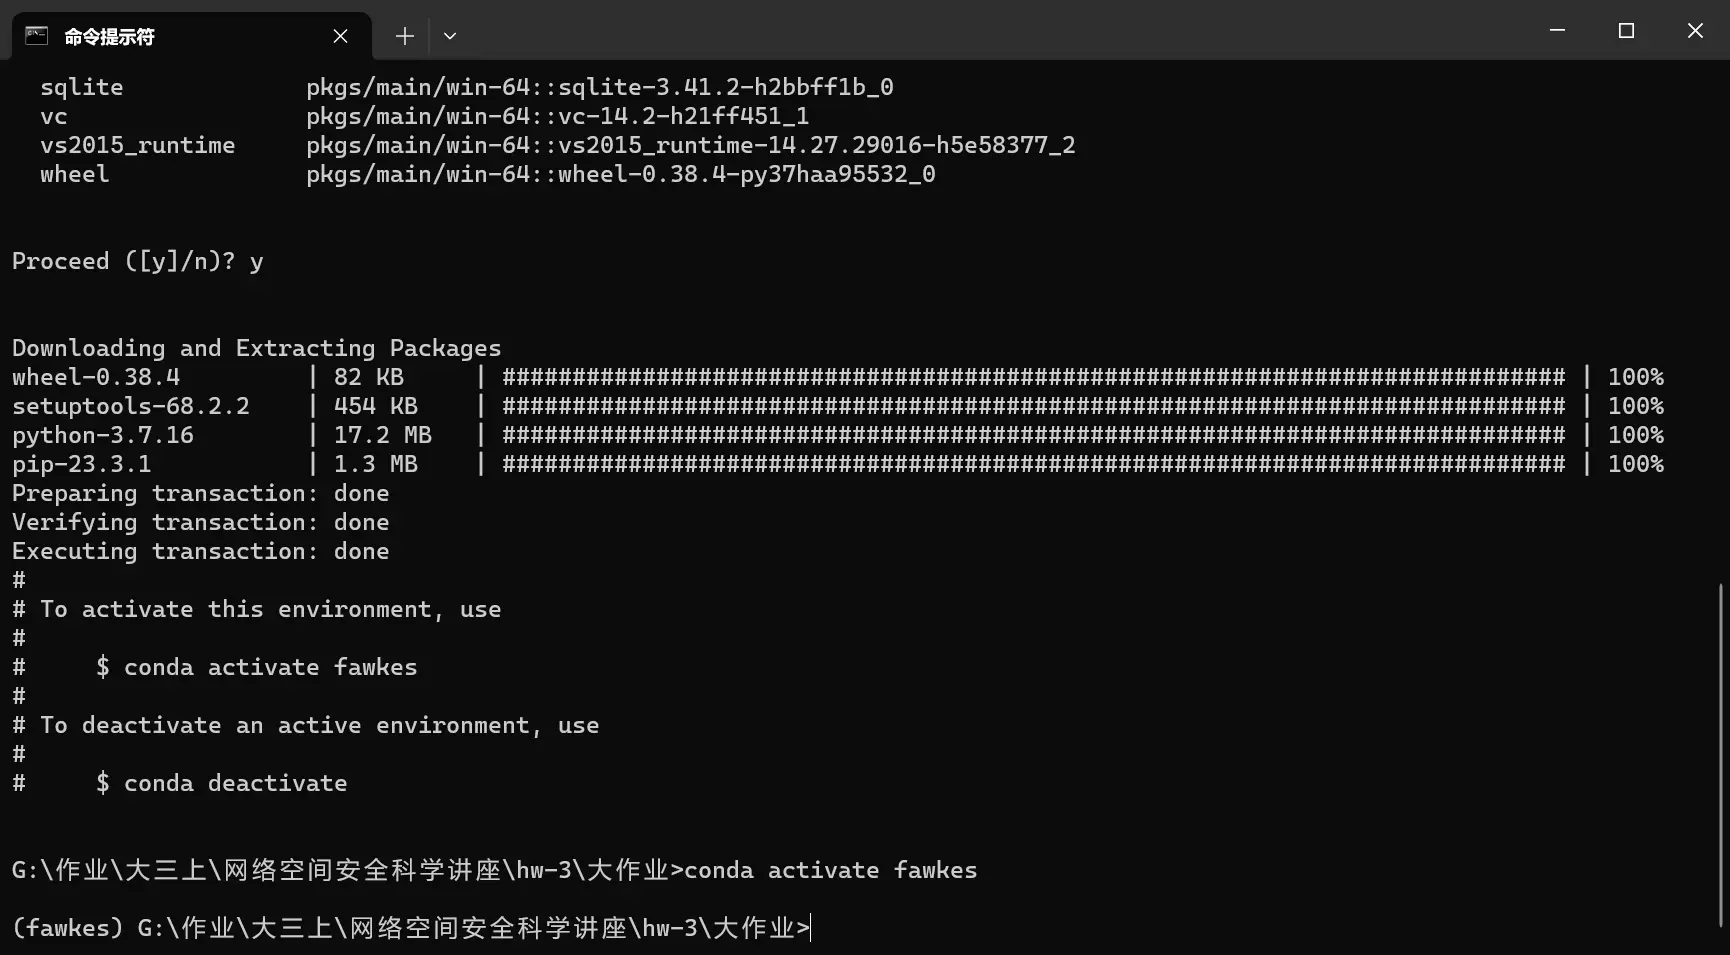 命令提示符
sqlite pkgs/main/win-64::sqlite-3.41.2-h2bbff1b_0
vc pkgs/main/win-64::vc-14.2-h21ff451_1
vs2015_runtime pkgs/main/win-64::vs2015_runtime-14.27.29016-h5e58377_2
wheel pkgs/main/win-64::wheel-0.38.4-py37haa95532_0
Proceed ([y]/n)? y
Downloading and Extracting Packages
wheel-0.38.4 | 82 KB | ############################################################################ | 100%
setuptools-68.2.2 | 454 KB | ############################################################################ | 100%
python-3.7.16 | 17.2 MB | ############################################################################ | 100%
pip-23.3.1 | 1.3 MB | ############################################################################ | 100%
Preparing transaction: done
Verifying transaction: done
Executing transaction: done
#
# To activate this environment, use
#
# $ conda activate fawkes
#
# To deactivate an active environment, use
#
# $ conda deactivate
G:\作业\大三上\网络空间安全科学讲座\hw-3\大作业>conda activate fawkes
(fawkes) G:\作业\大三上\网络空间安全科学讲座\hw-3\大作业>